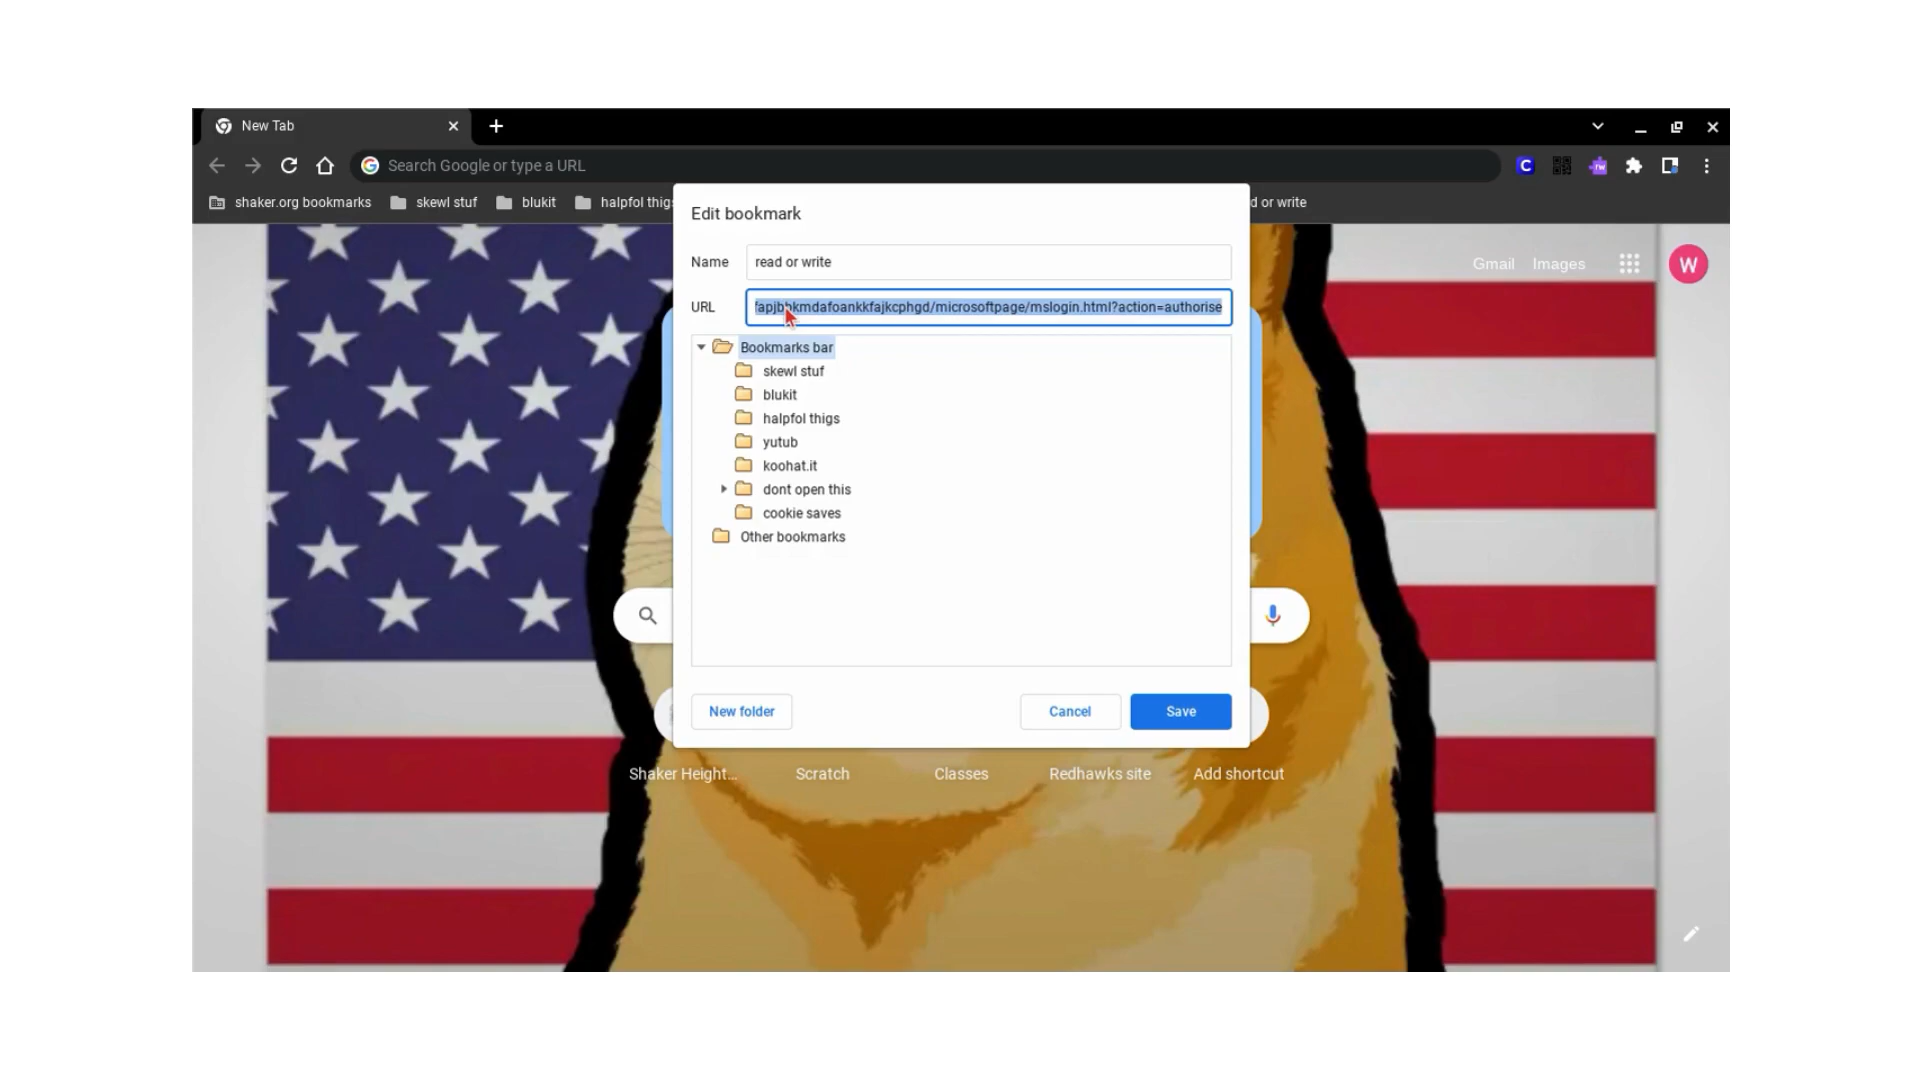 New Tab
Search Google or type a URL
C
TW
shaker.org bookmarks skewl stuf blukit halpfol thigs d or write
Gmail Images W
Edit bookmark
Name read or write
URL /microsoftpage/mslogin.html?action=authorise
Bookmarks bar
skewl stuf
blukit
halpfol thigs
yutub
koohat.it
dont open this
cookie saves
Other bookmarks
New folder Cancel Save
Shaker Height... Scratch Classes Redhawks site Add shortcut